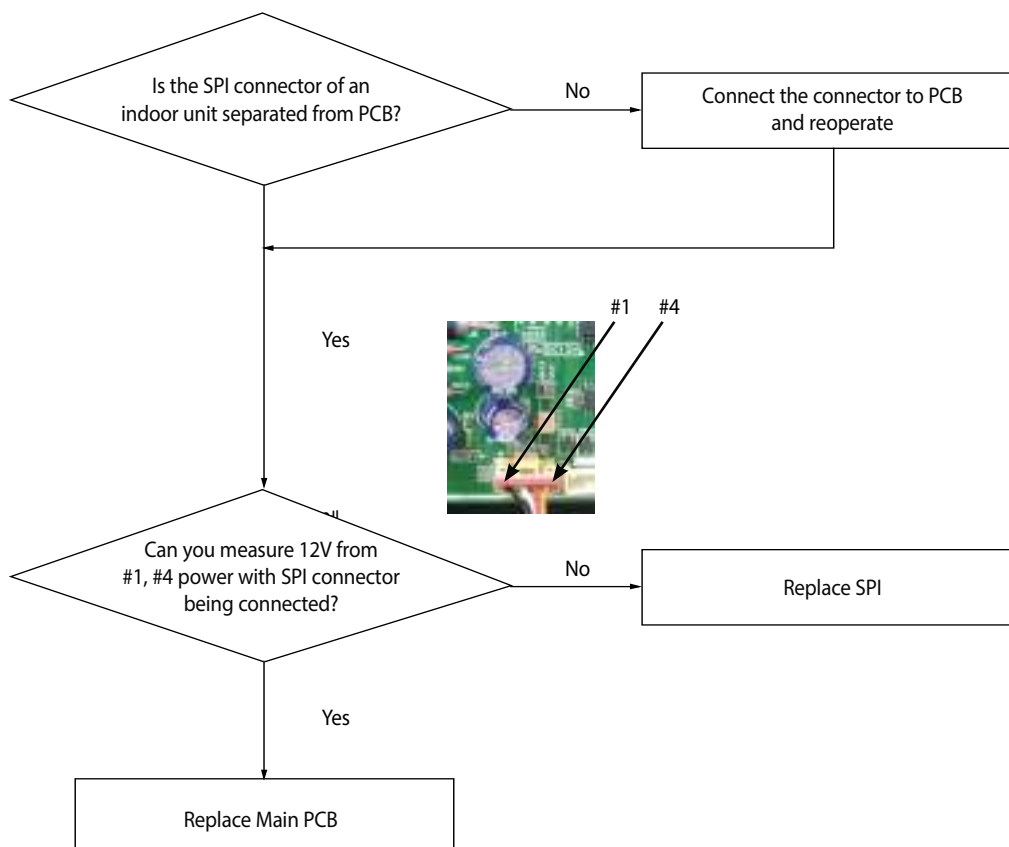 Is the SPI connector of an
indoor unit separated from PCB?
No
Connect the connector to PCB
and reoperate
#1 #4
Yes
Can you measure 12V from
#1, #4 power with SPI connector
being connected?
No
Replace SPI
Yes
Replace Main PCB